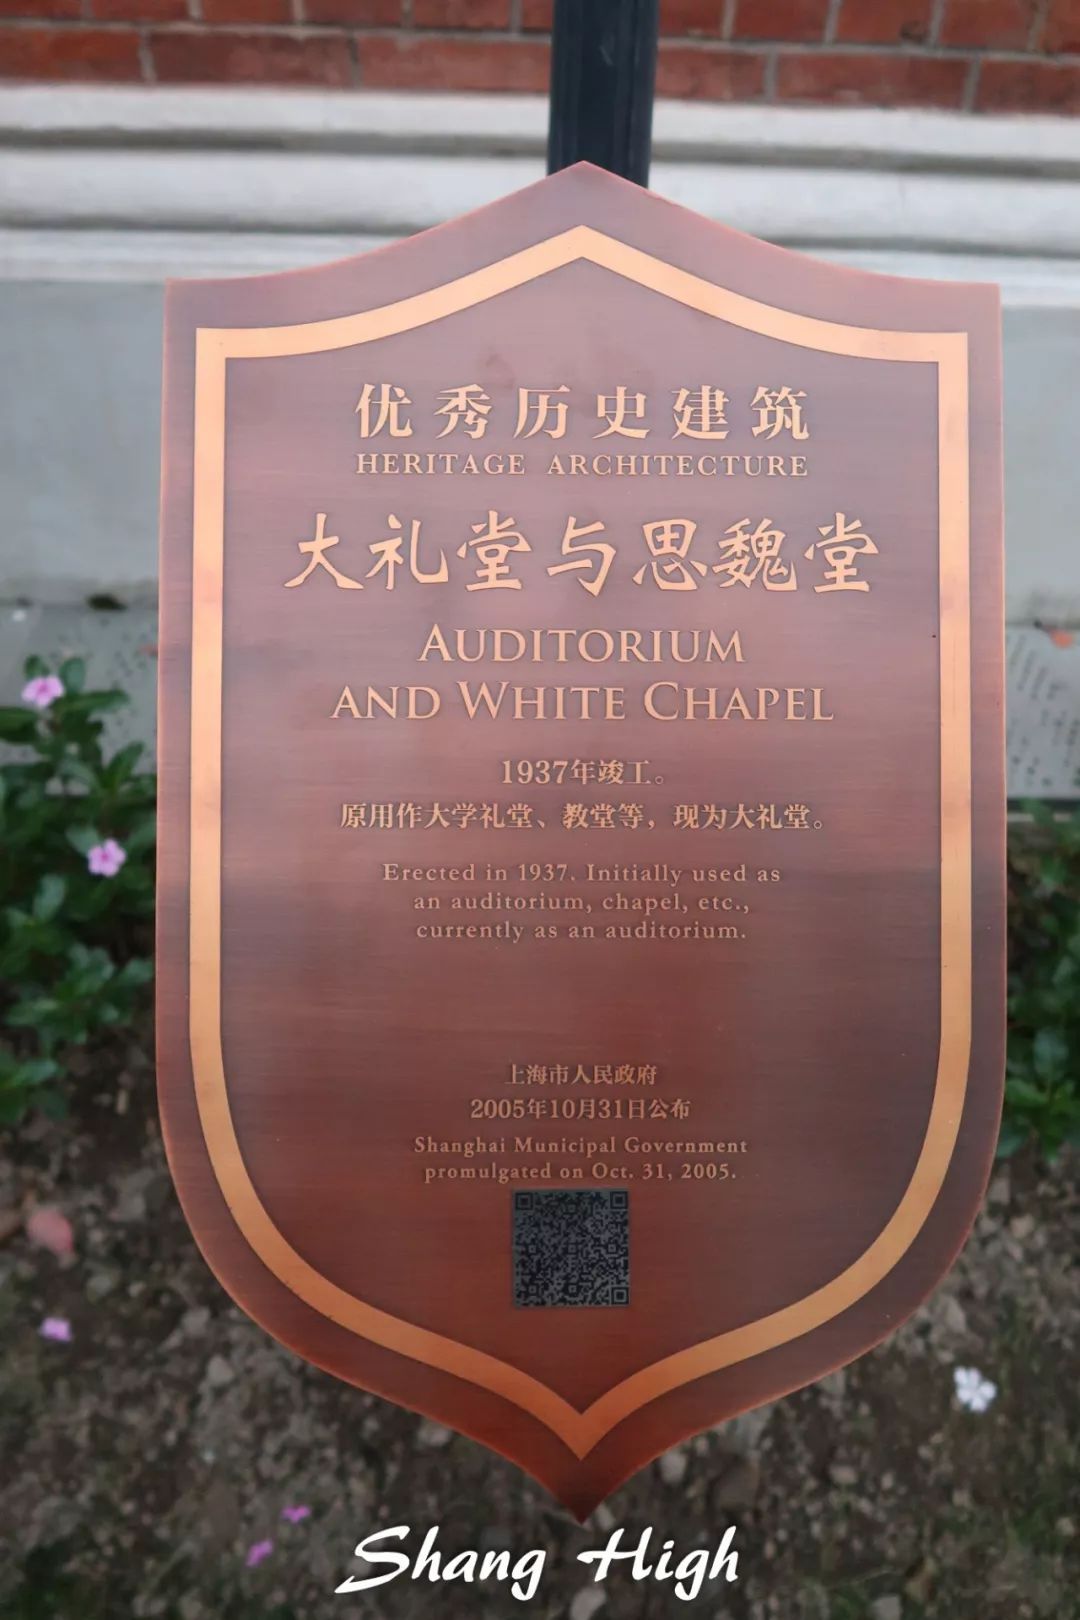 优秀历史建筑
HERITAGE ARCHITECTURE
大礼堂与思魏堂
AUDITORIUM
AND WHITE CHAPEL
1937年竣工。
原用作大学礼堂、教堂等，现为大礼堂。
Erected in 1937. Initially used as
an auditorium, chapel, etc.,
currently as an auditorium.
上海市人民政府
2005年10月31日公布
Shanghai Municipal Government
promulgated on Oct. 31, 2005.
Shang High